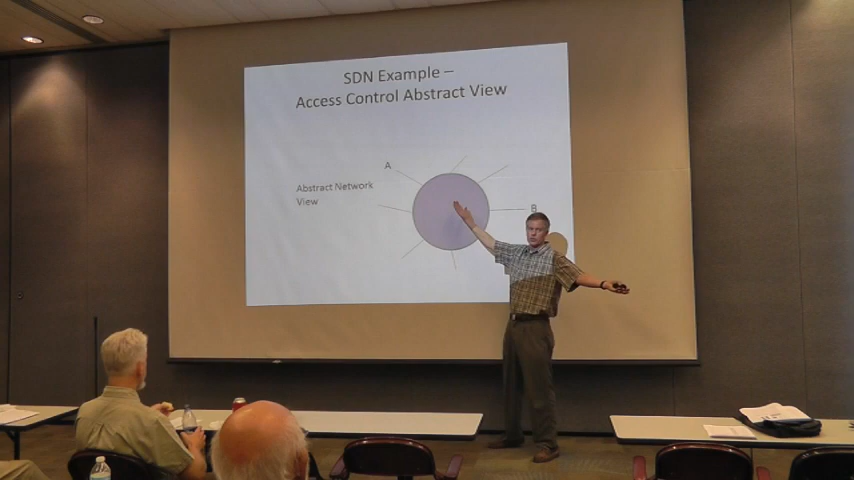 SDN Example –
Access Control Abstract View
A
Abstract Network
View
B